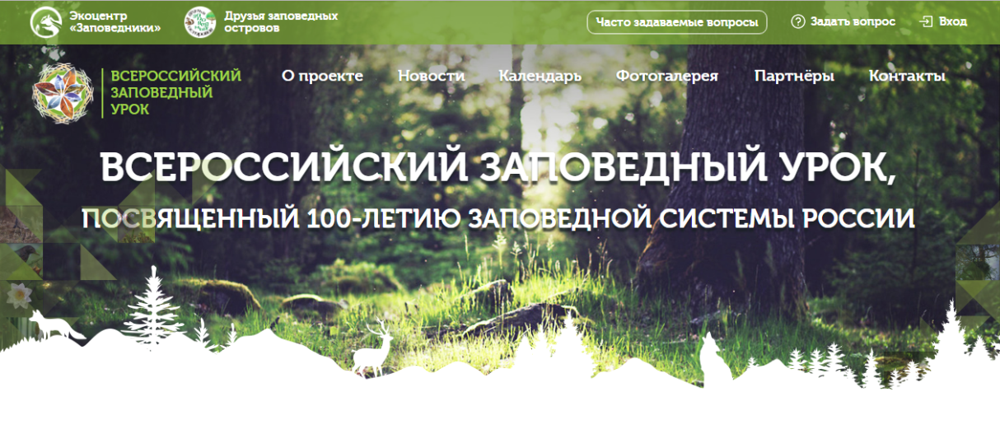 Экоцентр
«Заповедники»
Друзья заповедных
островов
Часто задаваемые вопросы
Задать вопрос
Вход
ВСЕРОССИЙСКИЙ
ЗАПОВЕДНЫЙ
УРОК
О проекте
Новости
Календарь
Фотогалерея
Партнёры
Контакты
ВСЕРОССИЙСКИЙ ЗАПОВЕДНЫЙ УРОК,
ПОСВЯЩЕННЫЙ 100-ЛЕТИЮ ЗАПОВЕДНОЙ СИСТЕМЫ РОССИИ